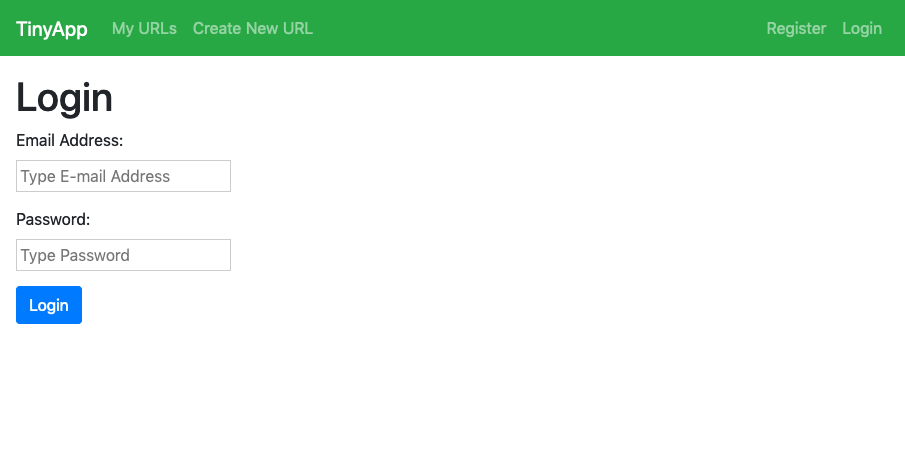 TinyApp My URLs Create New URL Register Login
Login
Email Address:
Type E-mail Address
Password:
Type Password
Login